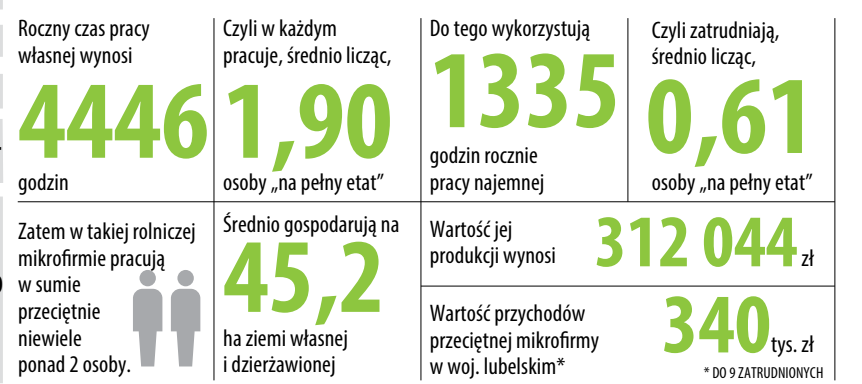 Roczny czas pracy
własnej wynosi
4446
godzin
Czyli w każdym
pracuje, średnio licząc,
1,90
osoby „na pełny etat”
Do tego wykorzystują
1335
godzin rocznie
pracy najemnej
Czyli zatrudniają,
średnio licząc,
0,61
osoby „na pełny etat”
Zatem w takiej rolniczej
mikrofirmie pracują
w sumie
przeciętnie
niewiele
ponad 2 osoby.
Średnio gospodarują na
45,2
ha ziemi własnej
i dzierżawionej
Wartość jej
produkcji wynosi
312 044 zł
Wartość przychodów
przeciętnej mikrofirmy
w woj. lubelskim*
340 tys. zł
* DO 9 ZATRUDNIONYCH